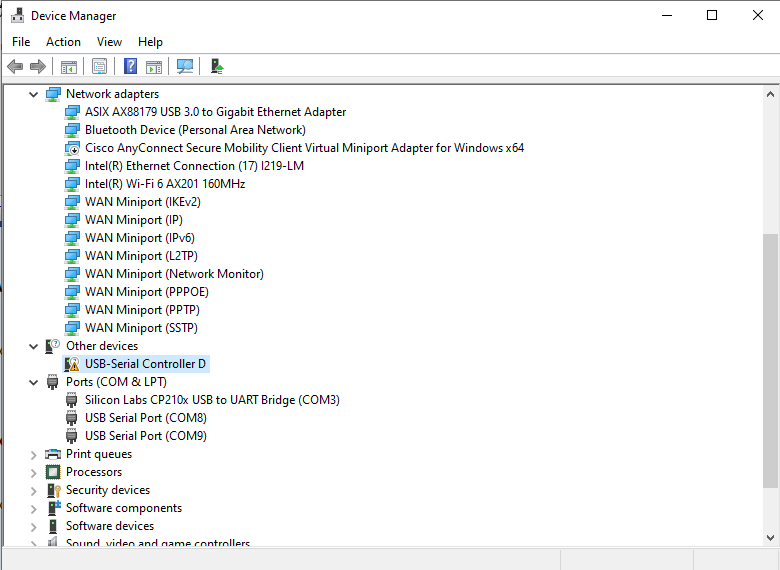 Device Manager
File Action View Help
Network adapters
ASIX AX88179 USB 3.0 to Gigabit Ethernet Adapter
Bluetooth Device (Personal Area Network)
Cisco AnyConnect Secure Mobility Client Virtual Miniport Adapter for Windows x64
Intel(R) Ethernet Connection (17) I219-LM
Intel(R) Wi-Fi 6 AX201 160MHz
WAN Miniport (IKEv2)
WAN Miniport (IP)
WAN Miniport (IPv6)
WAN Miniport (L2TP)
WAN Miniport (Network Monitor)
WAN Miniport (PPPOE)
WAN Miniport (PPTP)
WAN Miniport (SSTP)
Other devices
USB-Serial Controller D
Ports (COM & LPT)
Silicon Labs CP210x USB to UART Bridge (COM3)
USB Serial Port (COM8)
USB Serial Port (COM9)
Print queues
Processors
Security devices
Software components
Software devices
Sound, video and game controllers